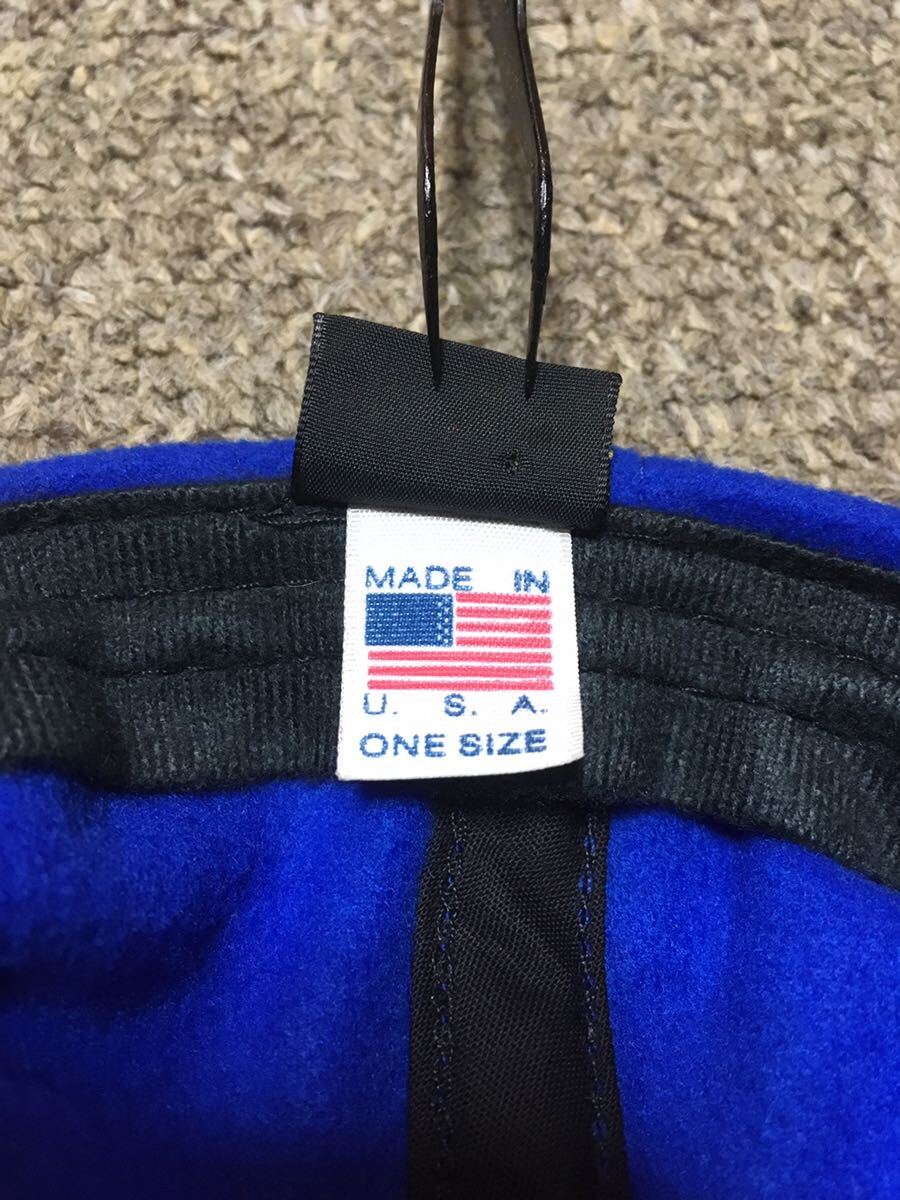 MADE IN
U. S. A.
ONE SIZE